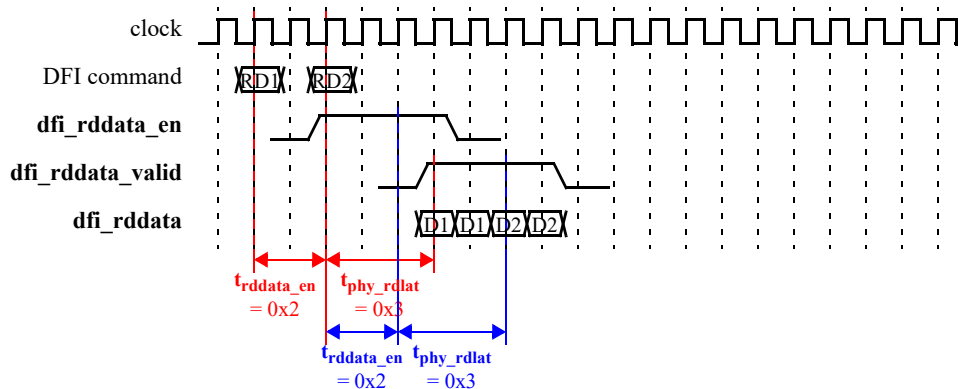 clock
DFI command RD1 RD2
dfi_rddata_en
dfi_rddata_valid
dfi_rddata D1 D1 D2 D2
trddata_en tphy_rdlat
= 0x2 = 0x3
trddata_en tphy_rdlat
= 0x2 = 0x3